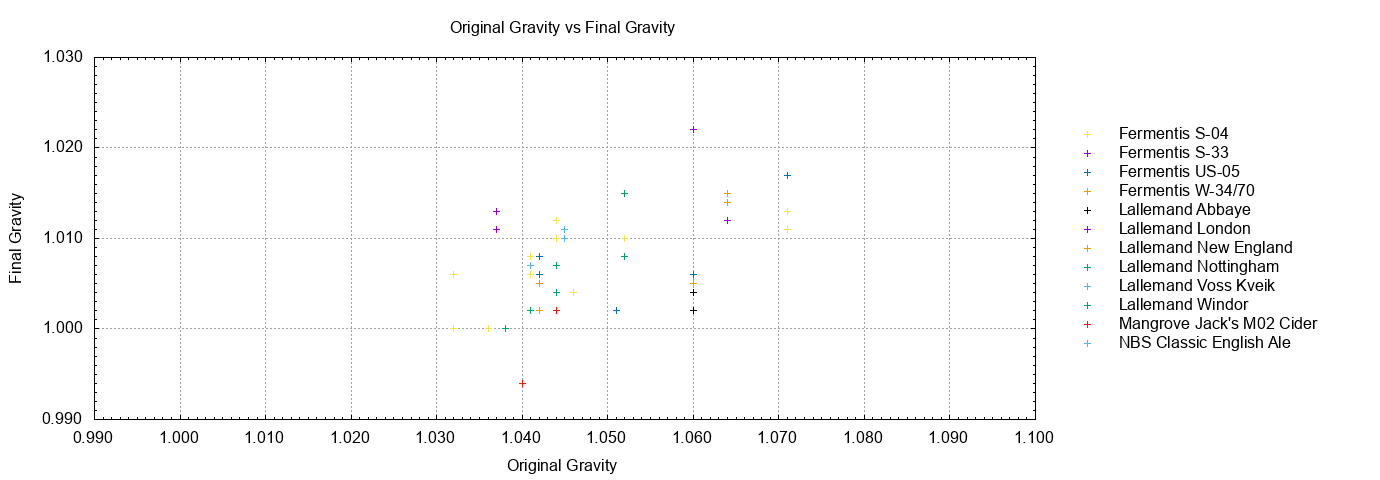 Original Gravity vs Final Gravity
1.030
1.020
1.010
1.000
0.990
Final Gravity
0.990 1.000 1.010 1.020 1.030 1.040 1.050 1.060 1.070 1.080 1.090 1.100
Original Gravity
Fermentis S-04
Fermentis S-33
Fermentis US-05
Fermentis W-34/70
Lallemand Abbaye
Lallemand London
Lallemand New England
Lallemand Nottingham
Lallemand Voss Kveik
Lallemand Windor
Mangrove Jack's M02 Cider
NBS Classic English Ale